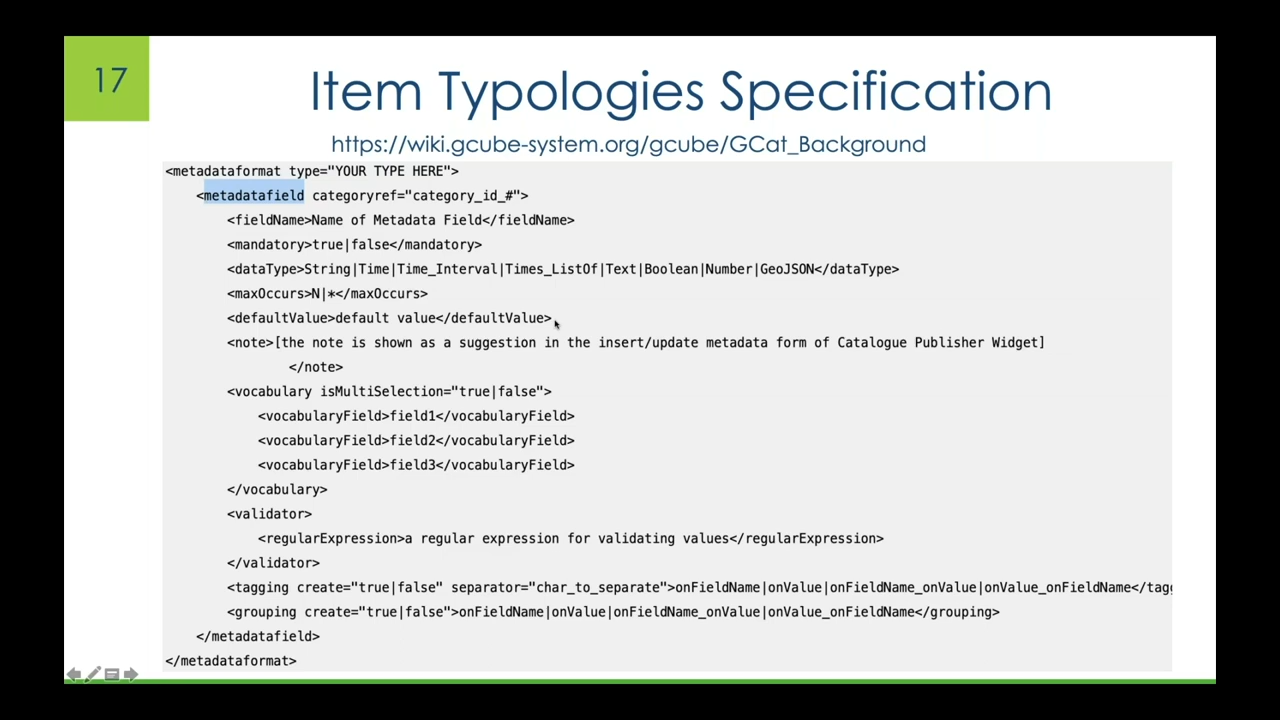 17
Item Typologies Specification
https://wiki.gcube-system.org/gcube/GCat_Background
<metadataformat type="YOUR TYPE HERE">
<metadatafield categoryref="category_id_#">
<fieldName>Name of Metadata Field</fieldName>
<mandatory>true|false</mandatory>
<dataType>String|Time|Time_Interval|Times_ListOf|Text|Boolean|Number|GeoJSON</dataType>
<maxOccurs>N|*</maxOccurs>
<defaultValue>default value</defaultValue>
<note>[the note is shown as a suggestion in the insert/update metadata form of Catalogue Publisher Widget]
</note>
<vocabulary isMultiSelection="true|false">
<vocabularyField>field1</vocabularyField>
<vocabularyField>field2</vocabularyField>
<vocabularyField>field3</vocabularyField>
</vocabulary>
<validator>
<regularExpression>a regular expression for validating values</regularExpression>
</validator>
<tagging create="true|false" separator="char_to_separate">onFieldName|onValue|onFieldName_onValue|onValue_onFieldName</tagg
<grouping create="true|false">onFieldName|onValue|onFieldName_onValue|onValue_onFieldName</grouping>
</metadatafield>
</metadataformat>